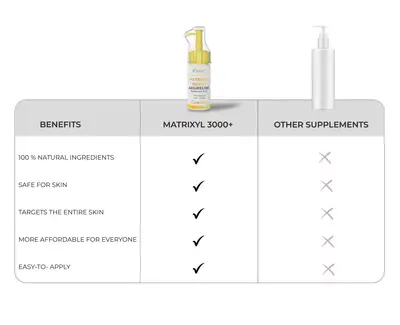 BENEFITS
MATRIXYL 3000+
OTHER SUPPLEMENTS
100 % NATURAL INGREDIENTS
SAFE FOR SKIN
TARGETS THE ENTIRE SKIN
MORE AFFORDABLE FOR EVERYONE
EASY-TO- APPLY